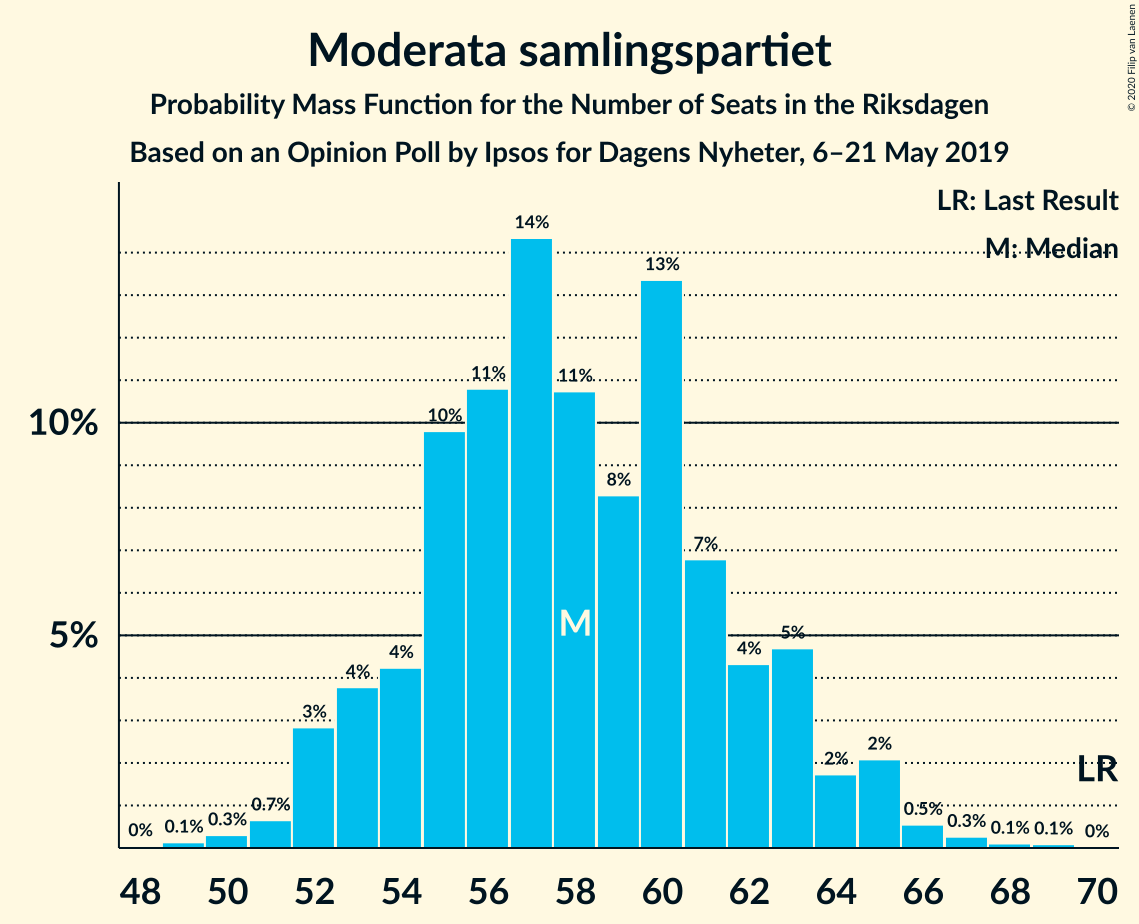 Moderata samlingspartiet
Probability Mass Function for the Number of Seats in the Riksdagen
Based on an Opinion Poll by Ipsos for Dagens Nyheter, 6–21 May 2019
© 2020 Filip van Laenen
LR: Last Result
M: Median
14%
13%
11%
11%
10%
10%
8%
7%
M
5%
5%
4%
4%
4%
3%
2%
2%
LR
0%
0.1%
0.3%
0.7%
0.5%
0.3%
0.1%
0.1%
0%
48 50 52 54 56 58 60 62 64 66 68 70